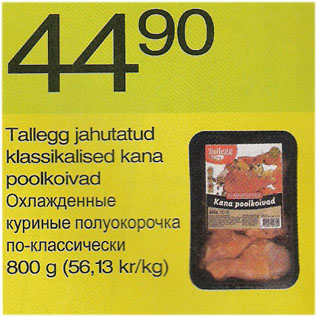 44 90
Tallegg jahutatud
klassikalised kana
poolkoivad
Охлажденные
куриные полуокорочка
по-классически
800 g (56,13 kr/kg)
Tallegg
Kana poolkoivad